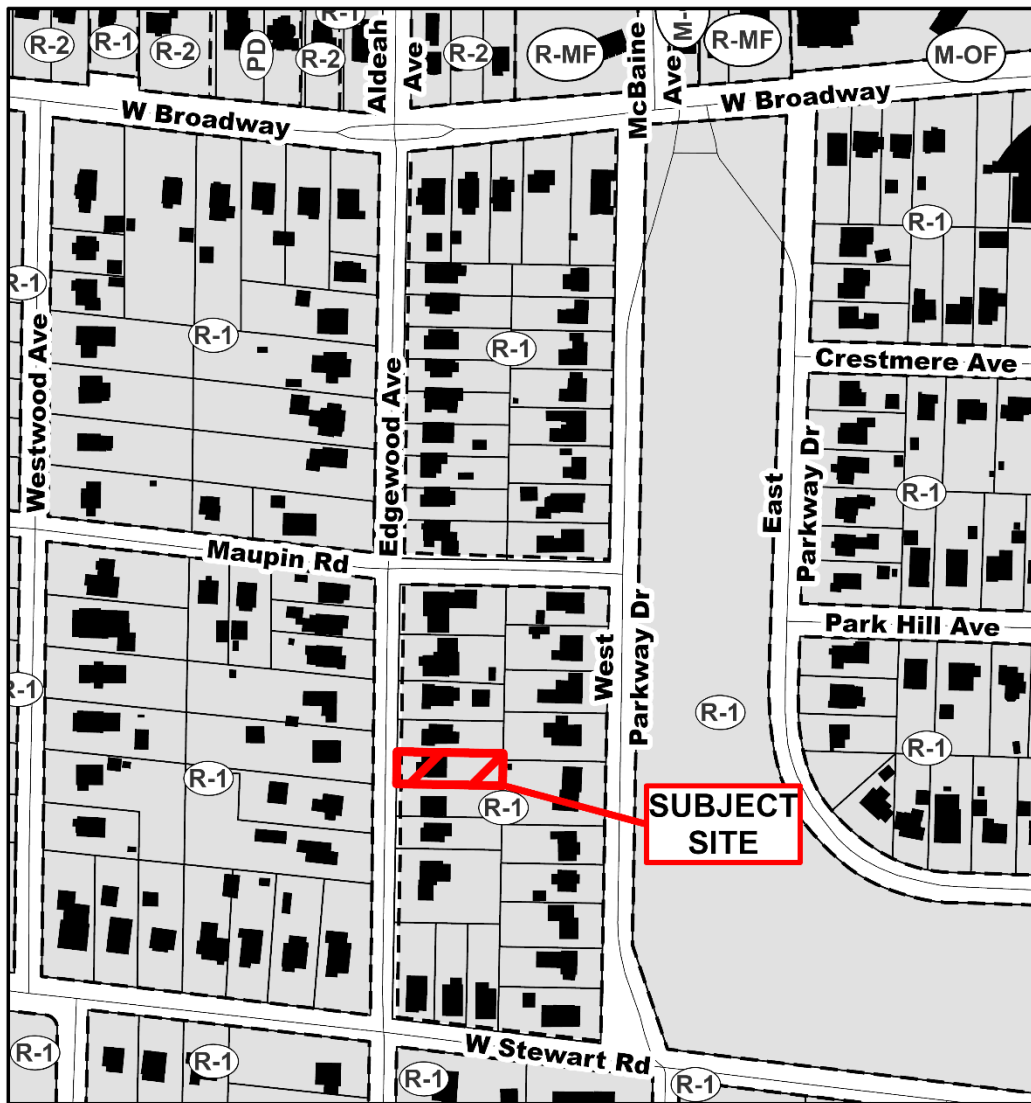 R-1
R-2
R-1
R-2
PD
R-2
Aldeah
Ave
R-2
R-MF
McBaine
Ave
M-
R-MF
M-OF
W Broadway
W Broadway
R-1
R-1
R-1
R-1
Westwood Ave
Edgewood Ave
Crestmere Ave
East
Parkway Dr
R-1
Maupin Rd
West
Parkway Dr
Park Hill Ave
R-1
R-1
R-1
R-1
R-1
SUBJECT
SITE
W Stewart Rd
R-1
R-1
R-1
R-1